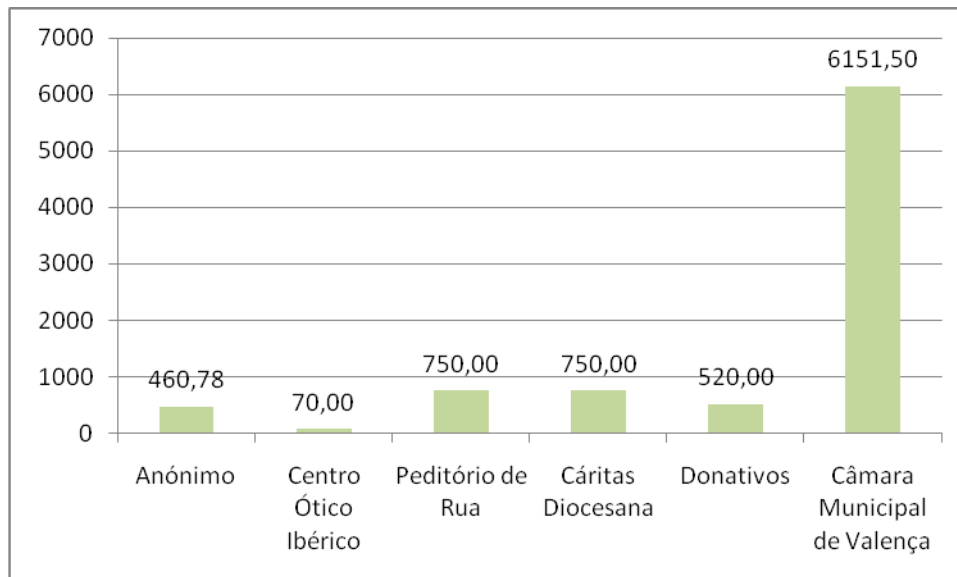 7000
6000
5000
4000
3000
2000
1000
0
460,78
70,00
750,00
750,00
520,00
6151,50
Anónimo
Centro
Ótico
Ibérico
Peditório de
Rua
Cáritas
Diocesana
Donativos
Câmara
Municipal
de Valença